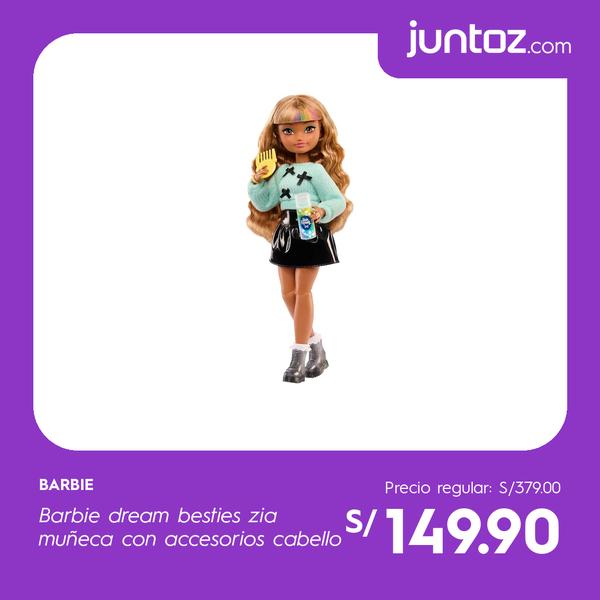 juntoz.com
BARBIE
Barbie dream besties zia
muñeca con accesorios cabello
Precio regular: S/379.00
S/149.90